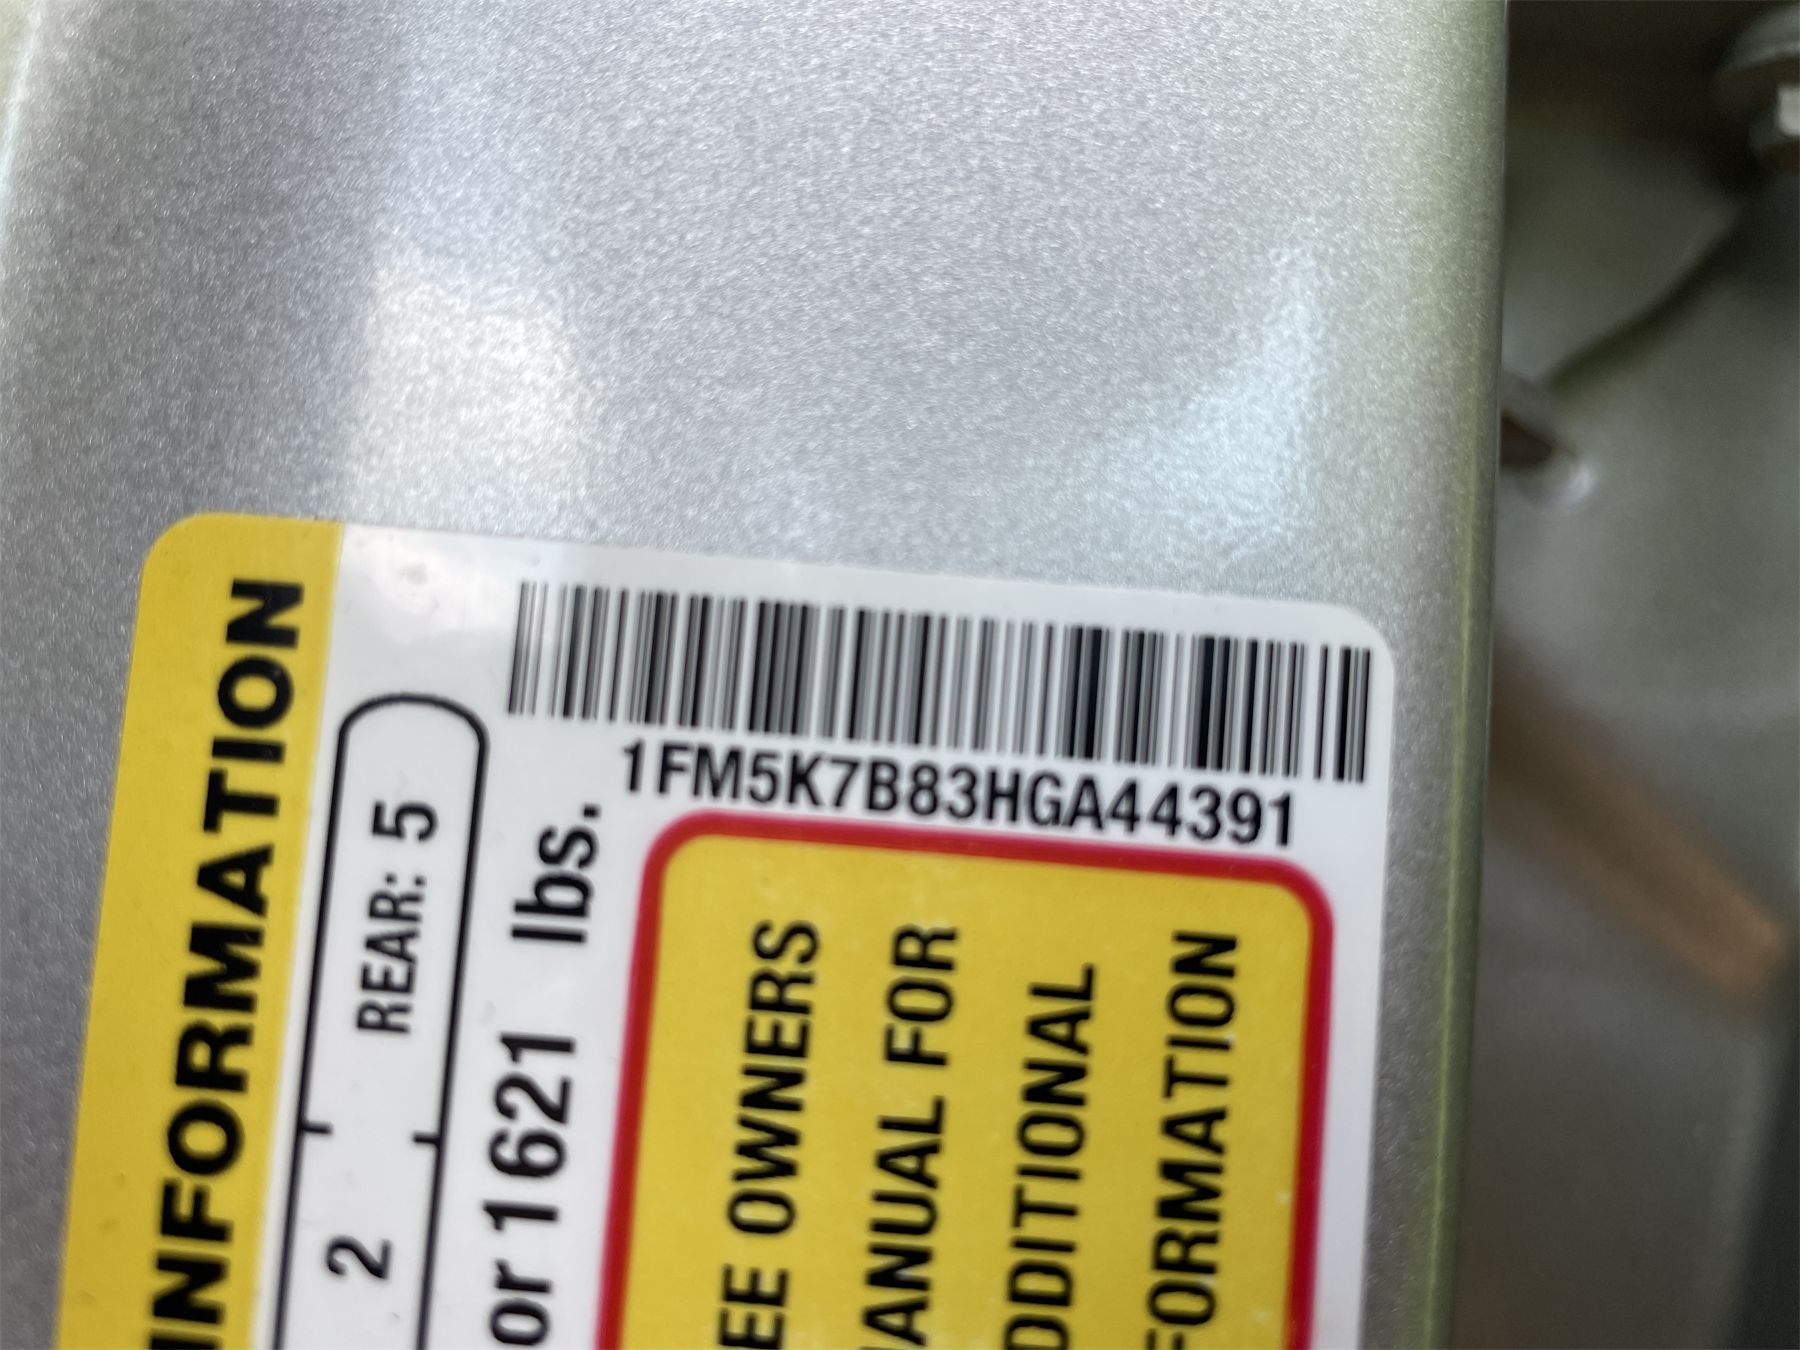 1FM5K7B83HGA44391
INFORMATION
2 REAR: 5
or 1621 lbs.
EE OWNERS
ANUAL FOR
DDITIONAL
FORMATION